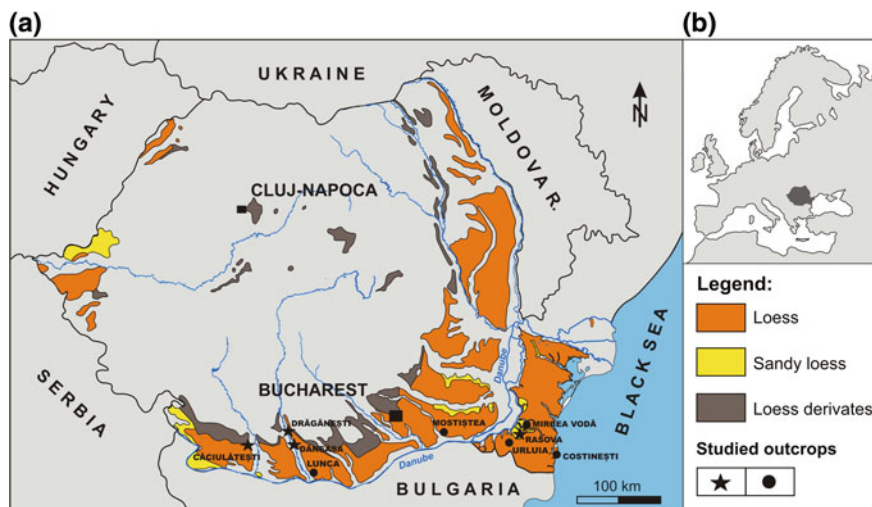 (a)
(b)
UKRAINE
HUNGARY
MOLDOVA R.
N
CLUJ-NAPOCA
SERBIA
BUCHAREST
Danube
BLACK SEA
DRĂGĂNEȘTI
MOSTIȘTEA
MIRCEA VODĂ
CĂCIULĂTEȘTI
DĂNEASA
RASOVA
URLUIA
LUNCA
COSTINEȘTI
Danube
BULGARIA
100 km
Legend:
Loess
Sandy loess
Loess derivates
Studied outcrops